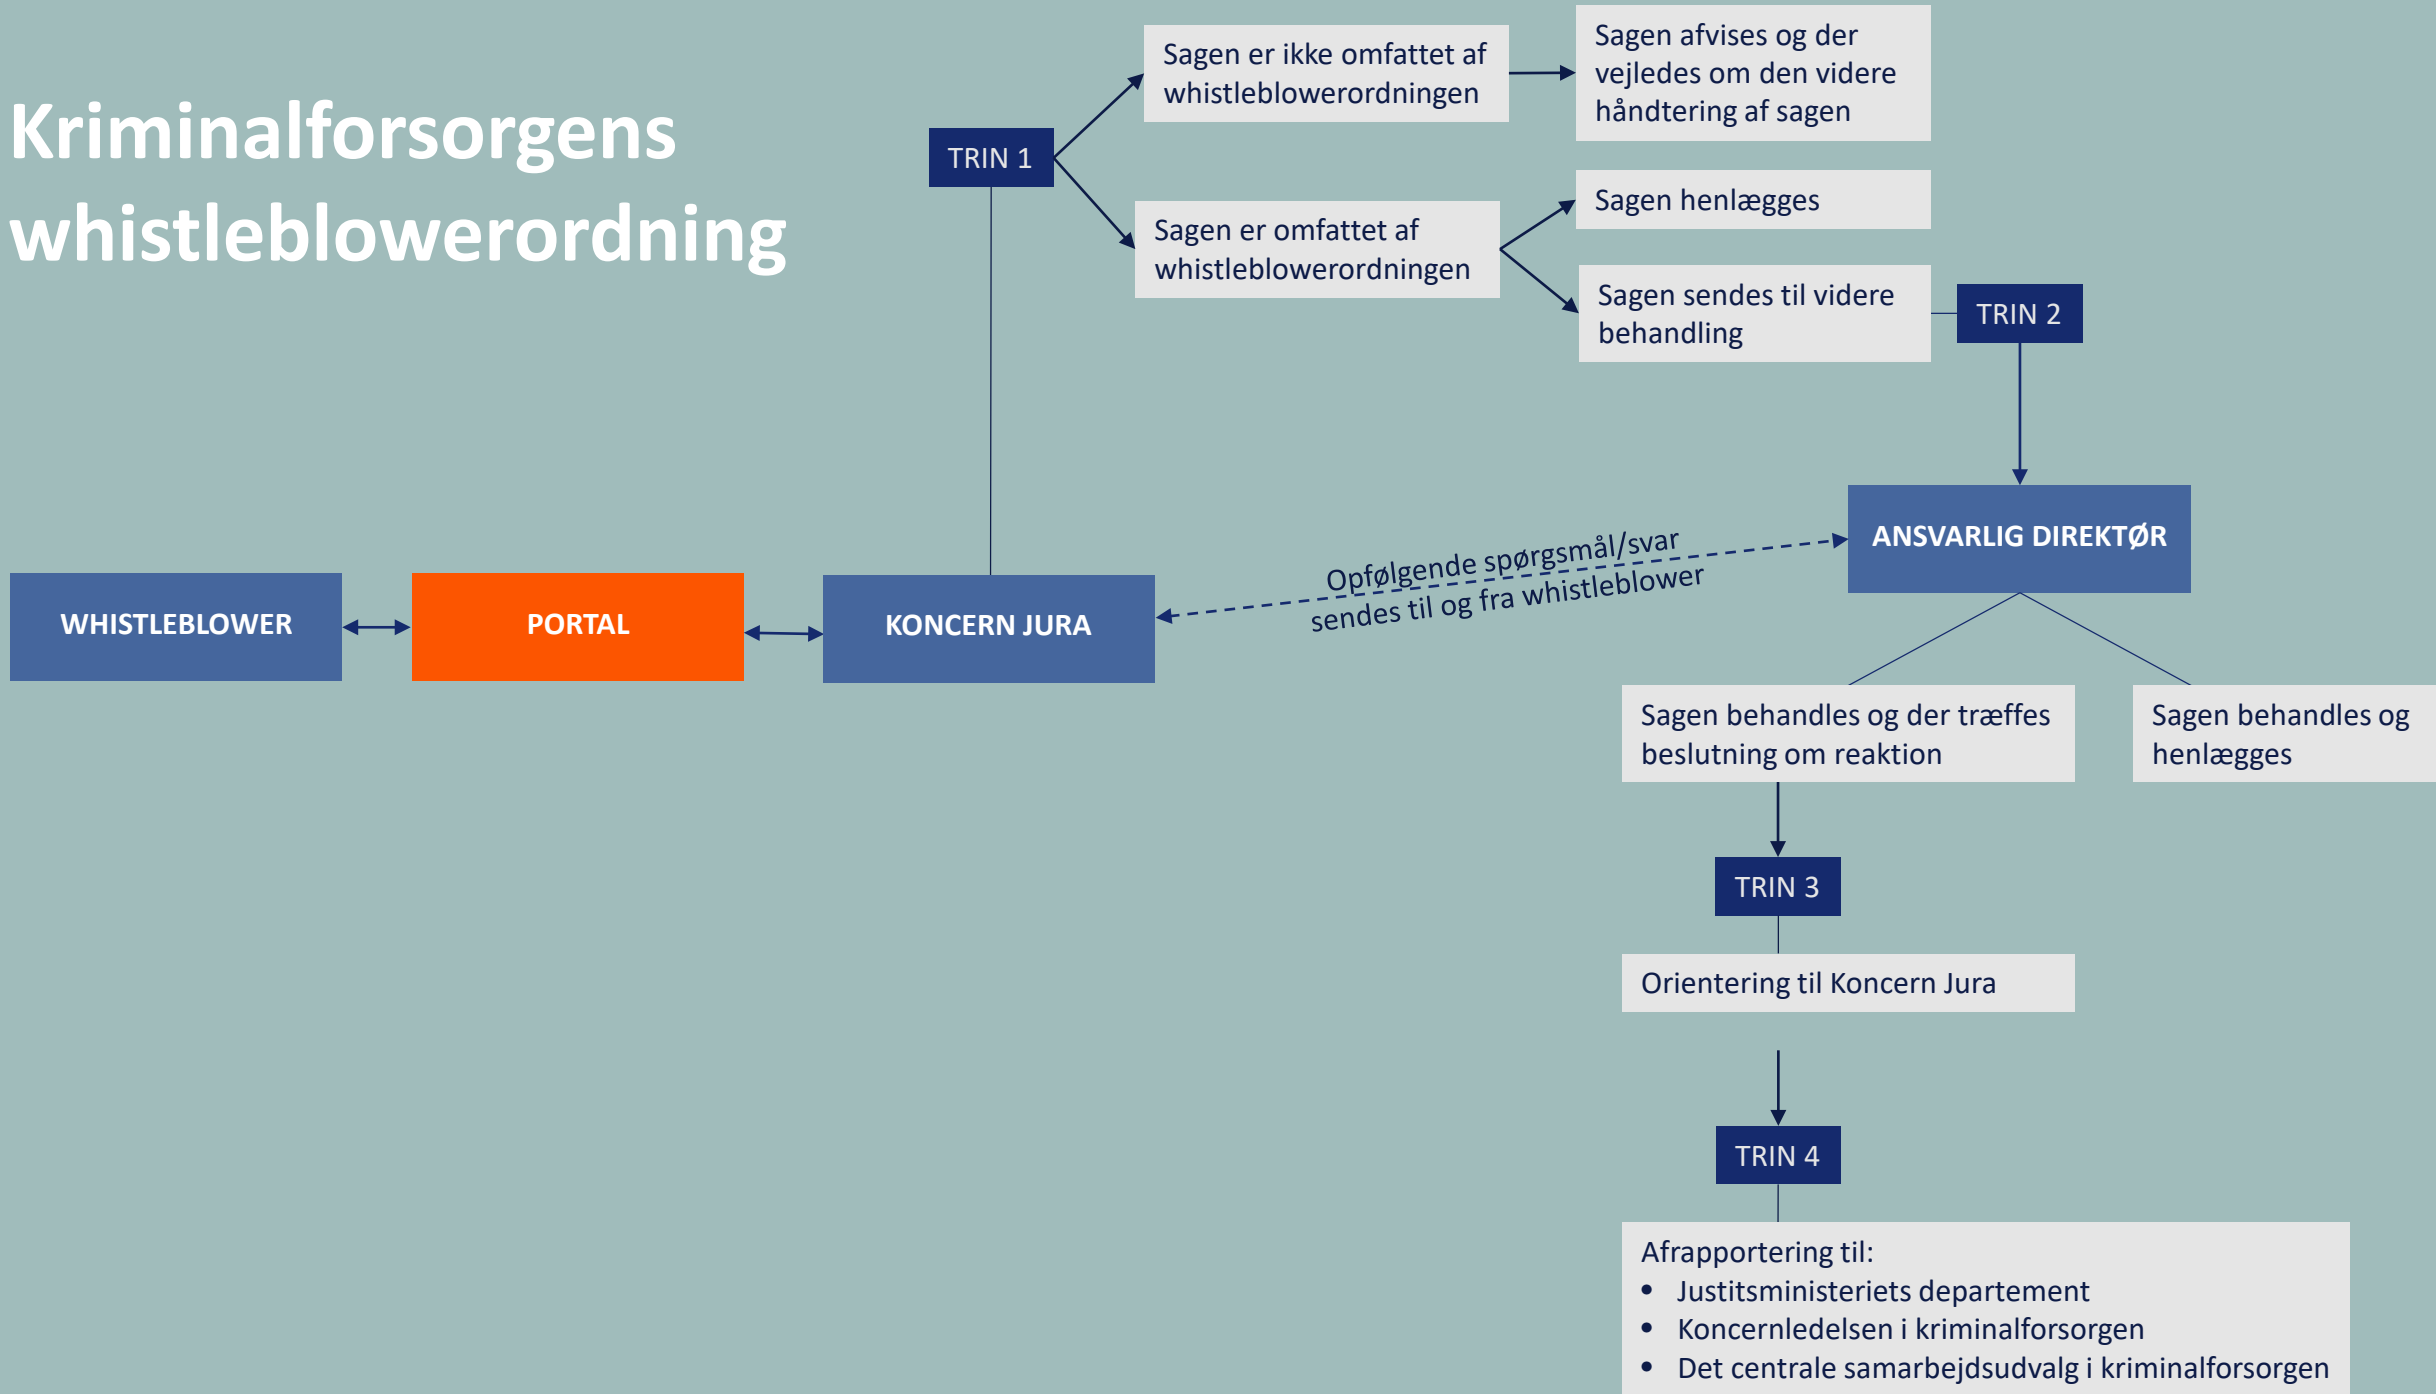 Kriminalforsorgens
whistleblowerordning
TRIN 1
Sagen er ikke omfattet af
whistleblowerordningen
Sagen afvises og der
vejledes om den videre
håndtering af sagen
Sagen er omfattet af
whistleblowerordningen
Sagen henlægges
Sagen sendes til videre
behandling
TRIN 2
WHISTLEBLOWER
PORTAL
KONCERN JURA
Opfølgende spørgsmål/svar
sendes til og fra whistleblower
ANSVARLIG DIREKTØR
Sagen behandles og der træffes
beslutning om reaktion
Sagen behandles og
henlægges
TRIN 3
Orientering til Koncern Jura
TRIN 4
Afrapportering til:
• Justitsministeriets departement
• Koncernledelsen i kriminalforsorgen
• Det centrale samarbejdsudvalg i kriminalforsorgen